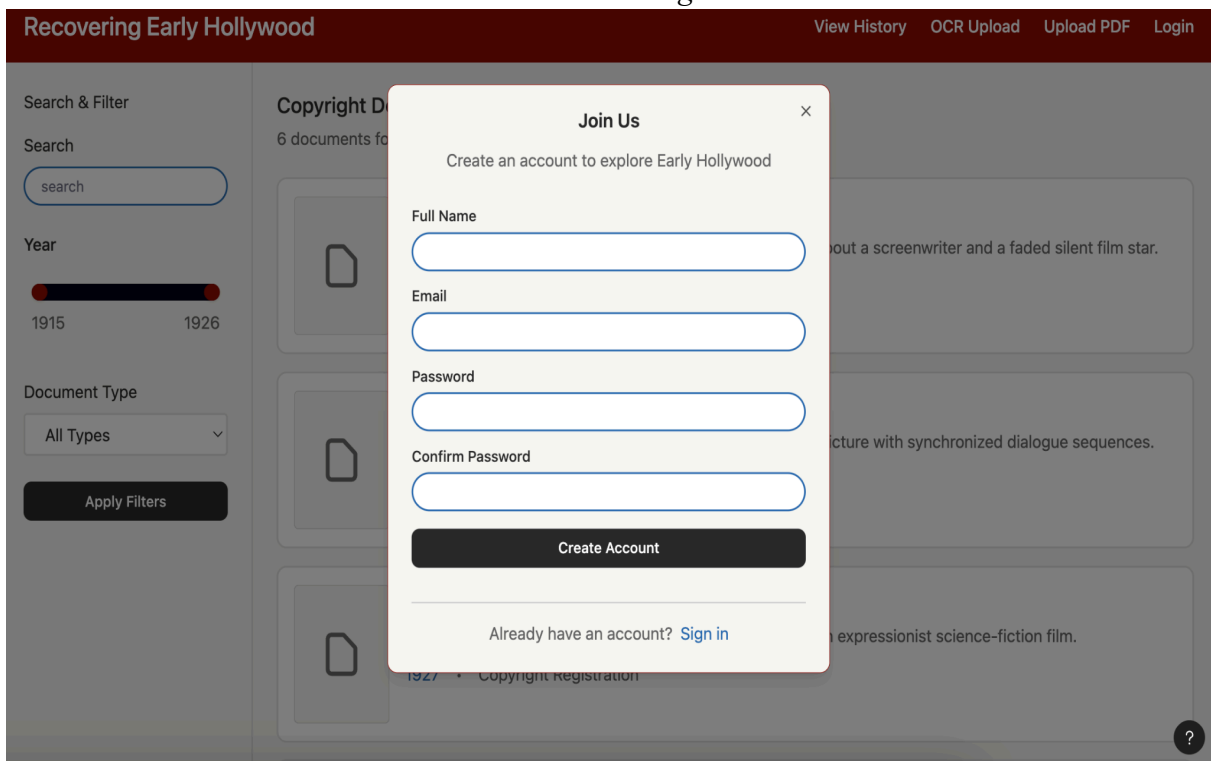 Recovering Early Hollywood
View History OCR Upload Upload PDF Login
Search & Filter
Search
search
Year
1915 1926
Document Type
All Types
Apply Filters
Copyright
6 documents
out a screenwriter and a faded silent film star.
with synchronized dialogue sequences.
expressionist science-fiction film.
1927 • Copyright Registration
Join Us
×
Create an account to explore Early Hollywood
Full Name
Email
Password
Confirm Password
Create Account
Already have an account? Sign in
?